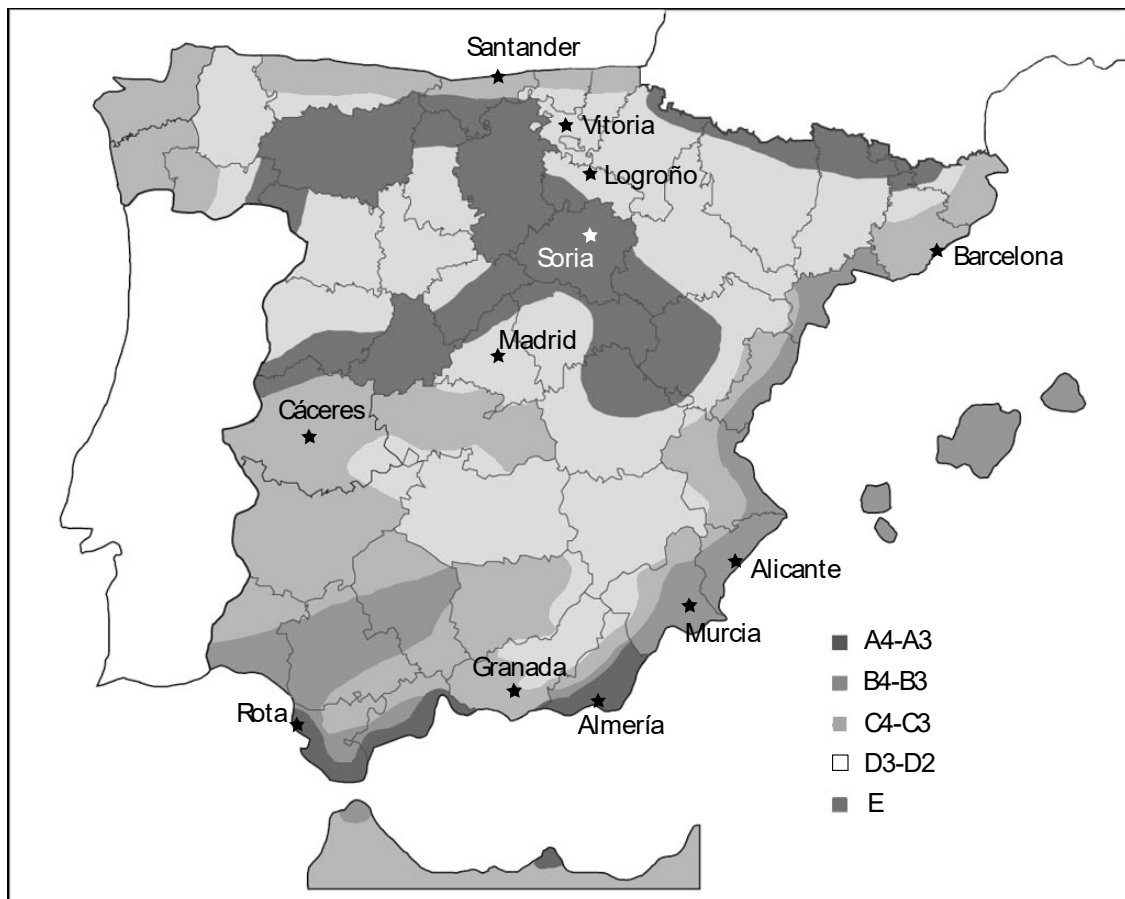 Santander
Vitoria
Logroño
Soria
Barcelona
Madrid
Cáceres
Alicante
Murcia
Granada
Rota
Almería
A4-A3
B4-B3
C4-C3
D3-D2
E